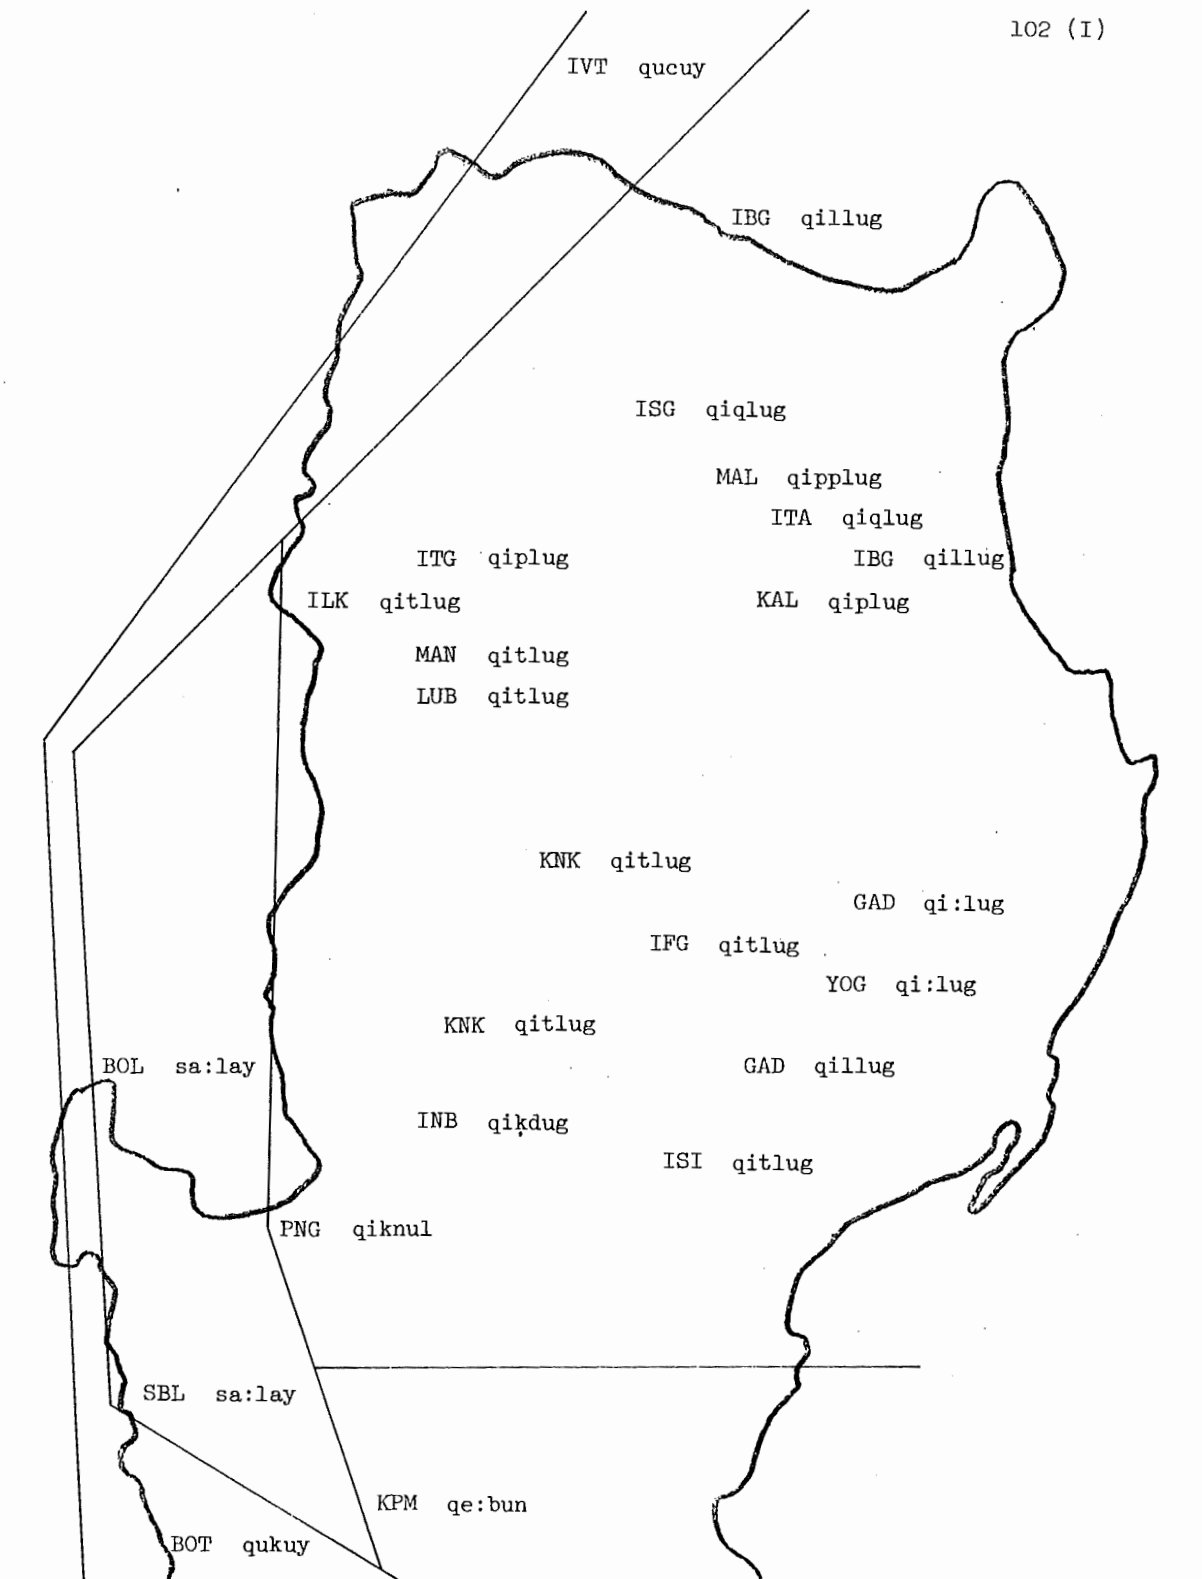 102 (I)
IVT qucuy
IBG qillug
ISG qiqlug
MAL qipplug
ITA qiqlug
ITG qiplug
IBG qillug
ILK qitlug
KAL qiplug
MAN qitlug
LUB qitlug
KNK qitlug
GAD qi:lug
IFG qitlug
YOG qi:lug
KNK qitlug
BOL sa:lay
GAD qillug
INB qiḳdug
ISI qitlug
PNG qiknul
SBL sa:lay
KPM qe:bun
BOT qukuy